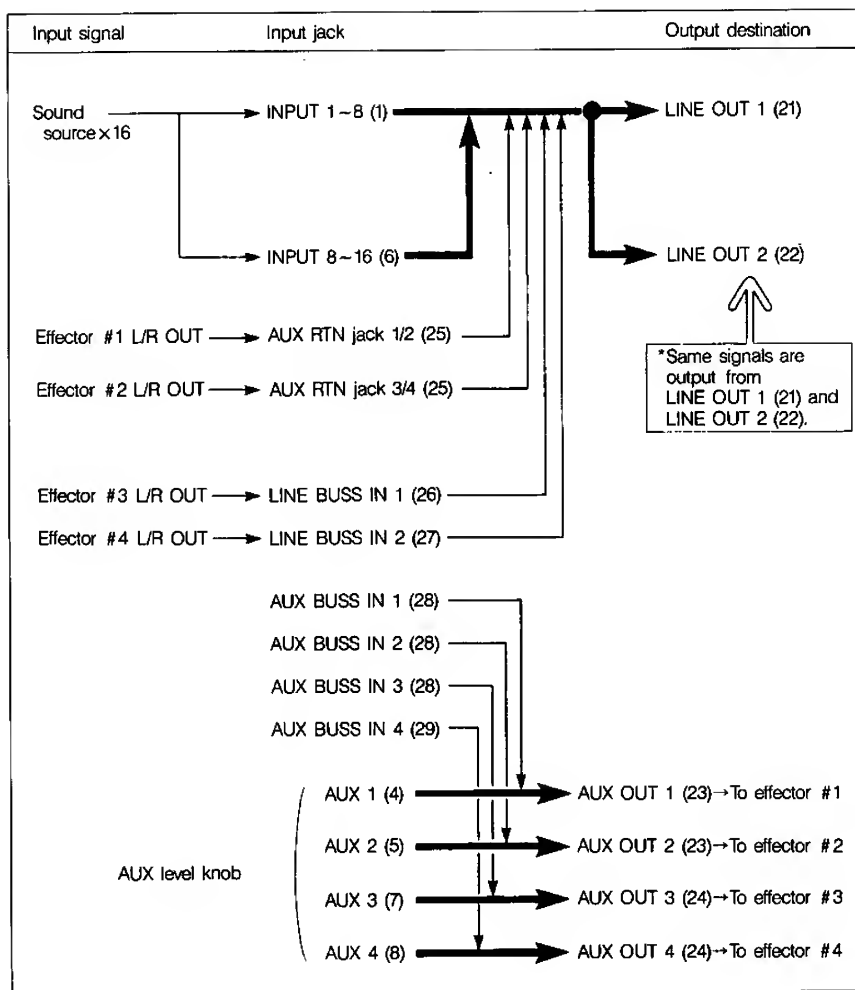 Input signal Input jack Output destination
Sound source×16 INPUT 1~8 (1) LINE OUT 1 (21)
INPUT 8~16 (6) LINE OUT 2 (22)
Effector #1 L/R OUT AUX RTN jack 1/2 (25)
Effector #2 L/R OUT AUX RTN jack 3/4 (25)
*Same signals are
output from
LINE OUT 1 (21) and
LINE OUT 2 (22).
Effector #3 L/R OUT LINE BUSS IN 1 (26)
Effector #4 L/R OUT LINE BUSS IN 2 (27)
AUX BUSS IN 1 (28)
AUX BUSS IN 2 (28)
AUX BUSS IN 3 (28)
AUX BUSS IN 4 (29)
AUX level knob
AUX 1 (4) AUX OUT 1 (23)→To effector #1
AUX 2 (5) AUX OUT 2 (23)→To effector #2
AUX 3 (7) AUX OUT 3 (24)→To effector #3
AUX 4 (8) AUX OUT 4 (24)→To effector #4